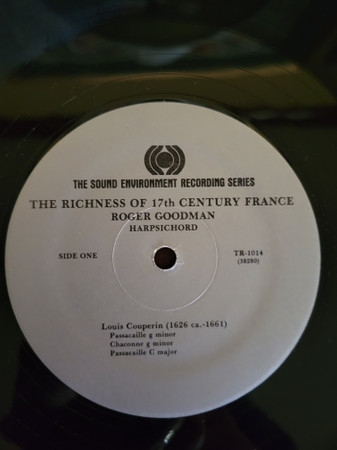 THE SOUND ENVIRONMENT RECORDING SERIES
THE RICHNESS OF 17th CENTURY FRANCE
ROGER GOODMAN
HARPSICHORD
SIDE ONE TR-1014
(38280)
Louis Couperin (1626 ca.-1661)
Passacaille g minor
Chaconne g minor
Passacaille C major